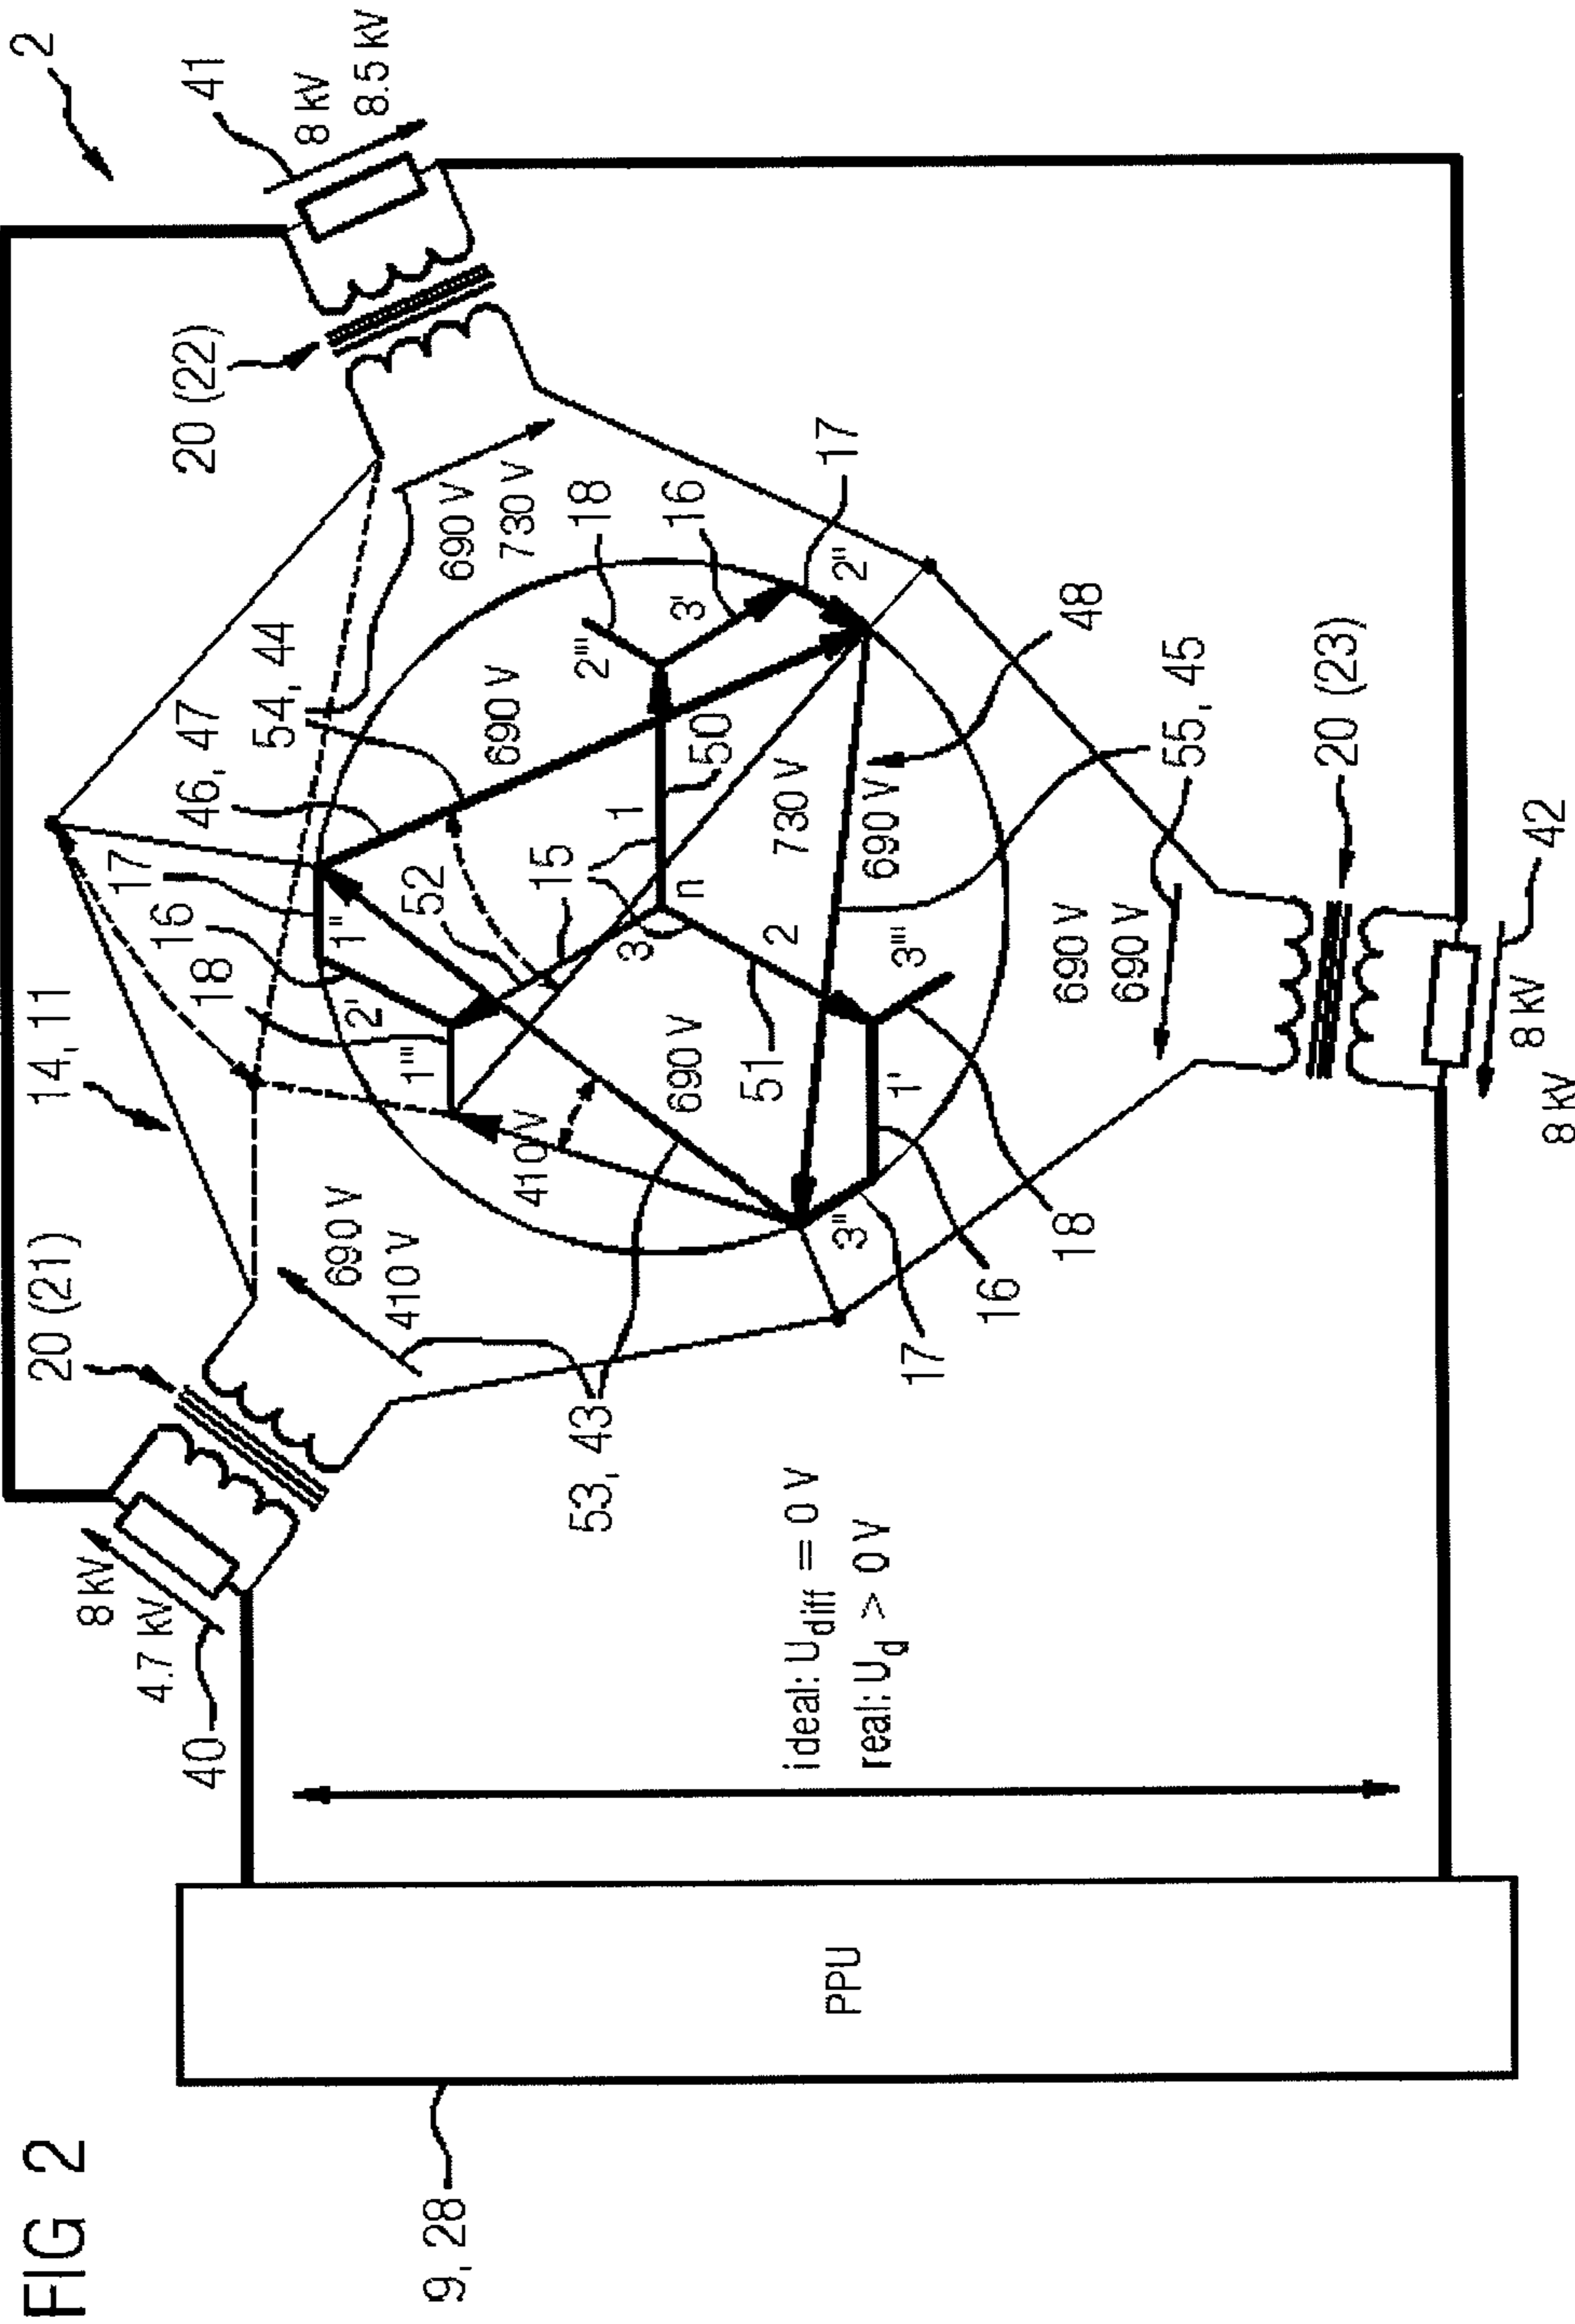 FIG 2
2
41
8 kV
8.5 kV
20 (22)
14, 11
20 (21)
8 kV
4.7 kV
40
690 V
410 V
53, 43
18
16
17
46, 47
54, 44
690 V
730 V
18
16
17
690 V
52
15
1
50
n
3
2
51
1"
2'
1'''
2'''
3'
2"
3'''
1'
3"
410 V
690 V
730 V
690 V
48
55, 45
690 V
690 V
18
16
17
20 (23)
42
8 kV
8 kV
ideal: Udiff = 0 V
real: Ud > 0 V
PPU
9, 28